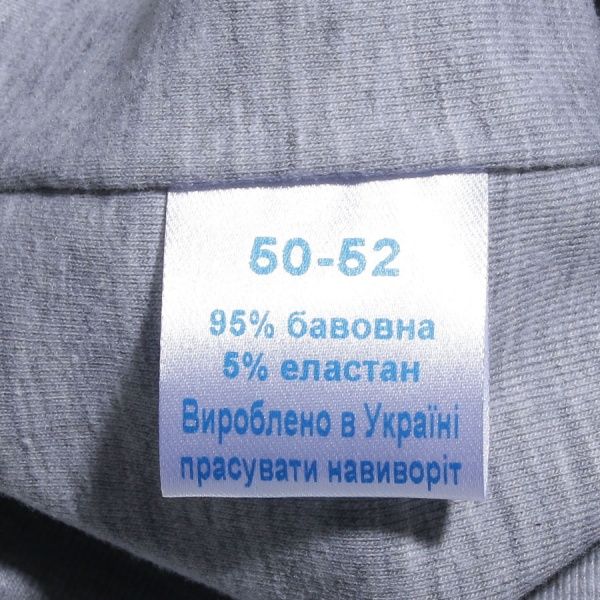 50-52
95% бавовна
5% еластан
Вироблено в Україні
прасувати навиворіт